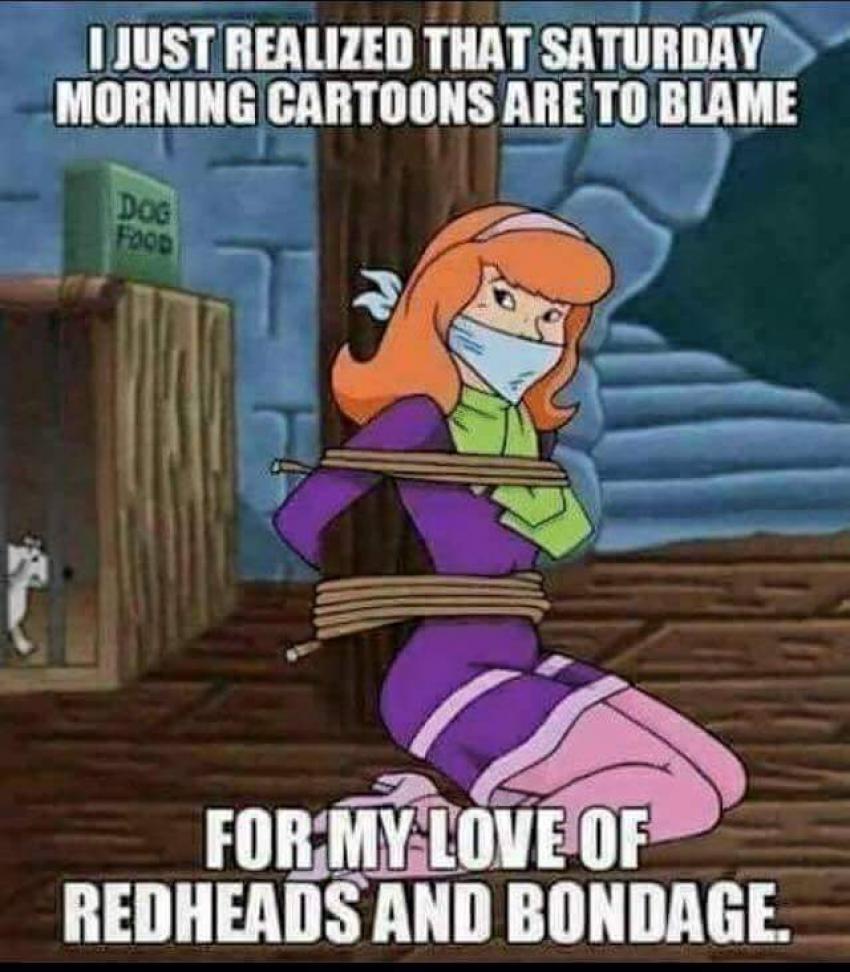 I JUST REALIZED THAT SATURDAY
MORNING CARTOONS ARE TO BLAME
DOG
FOOD
FOR MY LOVE OF
REDHEADS AND BONDAGE.